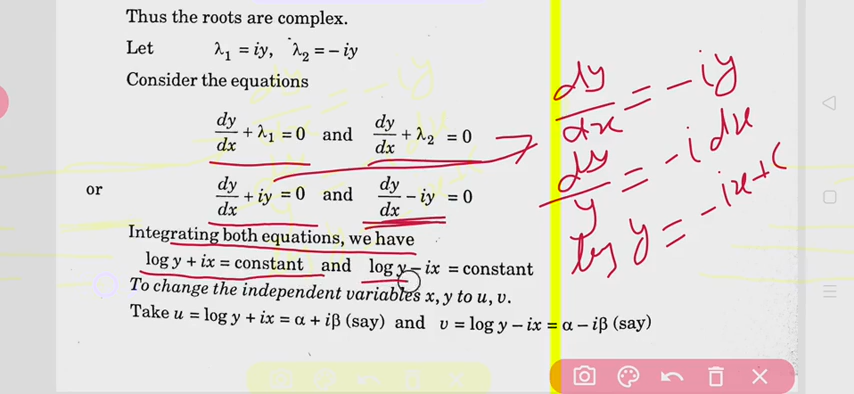 Thus the roots are complex.
Let λ₁ = iy, λ₂ = – iy
Consider the equations
dy/dx + λ₁ = 0 and dy/dx + λ₂ = 0
or dy/dx + iy = 0 and dy/dx – iy = 0
Integrating both equations, we have
log y + ix = constant and log y – ix = constant
To change the independent variables x, y to u, v.
Take u = log y + ix = α + iβ (say) and v = log y – ix = α – iβ (say)
dy/dx = -iy
dy/y = -i dx
log y = -ix + C